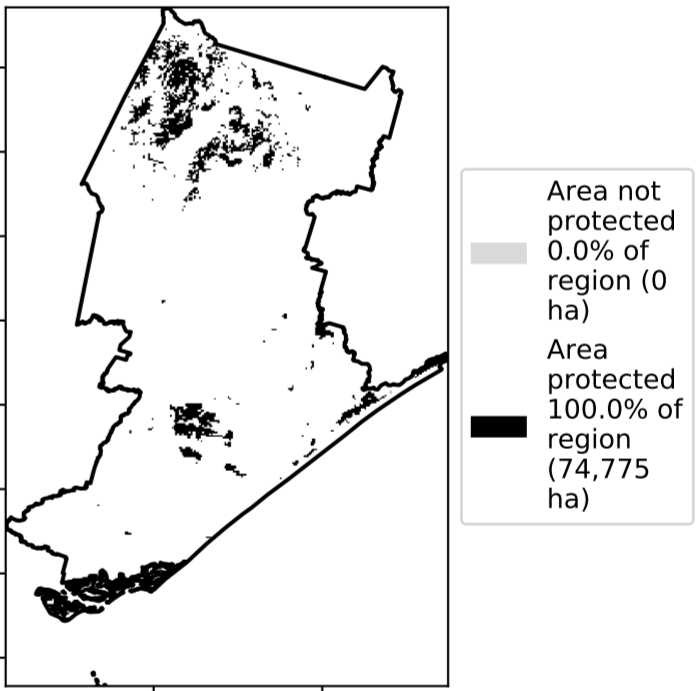 Area not
protected
0.0% of
region (0
ha)
Area
protected
100.0% of
region
(74,775
ha)